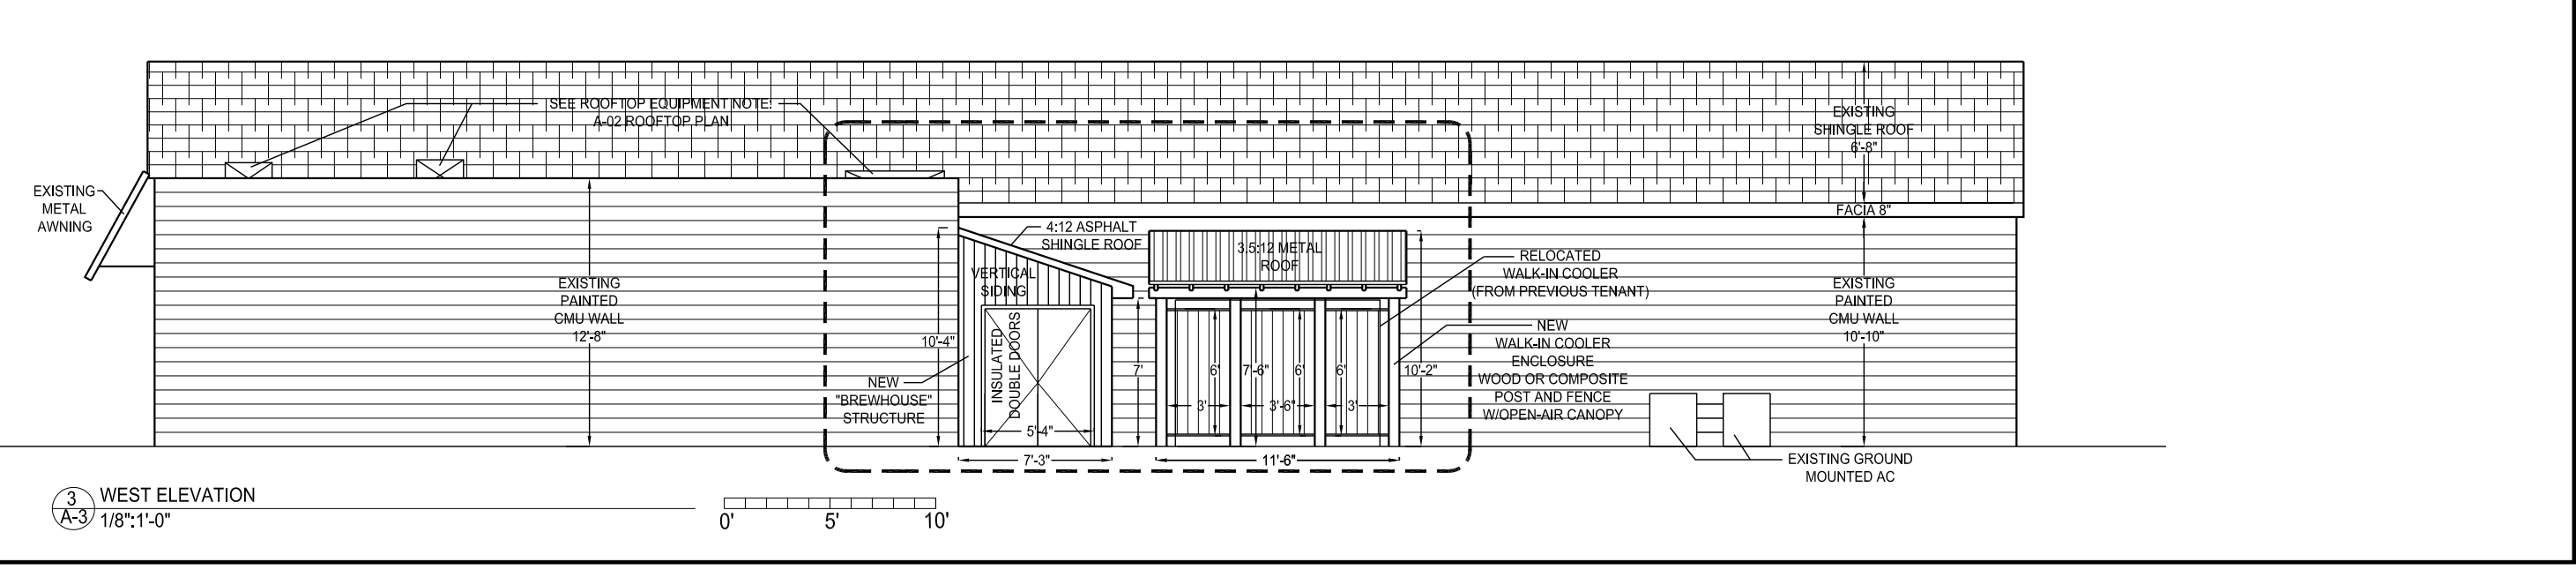 SEE ROOFTOP EQUIPMENT NOTE:
A-02 ROOFTOP PLAN
EXISTING
SHINGLE ROOF
6'-8"
EXISTING
METAL
AWNING
FACIA 8"
4:12 ASPHALT
SHINGLE ROOF
3.5:12 METAL
ROOF
RELOCATED
WALK-IN COOLER
(FROM PREVIOUS TENANT)
VERTICAL
SIDING
EXISTING
PAINTED
CMU WALL
12'-8"
EXISTING
PAINTED
CMU WALL
10'-10"
10'-4"
INSULATED
DOUBLE DOORS
7'
6'
7'-6"
6'
6'
10'-2"
NEW
WALK-IN COOLER
ENCLOSURE
WOOD OR COMPOSITE
POST AND FENCE
W/OPEN-AIR CANOPY
NEW
"BREWHOUSE"
STRUCTURE
3'
3'-6"
3'
5'-4"
7'-3"
11'-6"
EXISTING GROUND
MOUNTED AC
3
A-3
WEST ELEVATION
1/8":1'-0"
0'
5'
10'